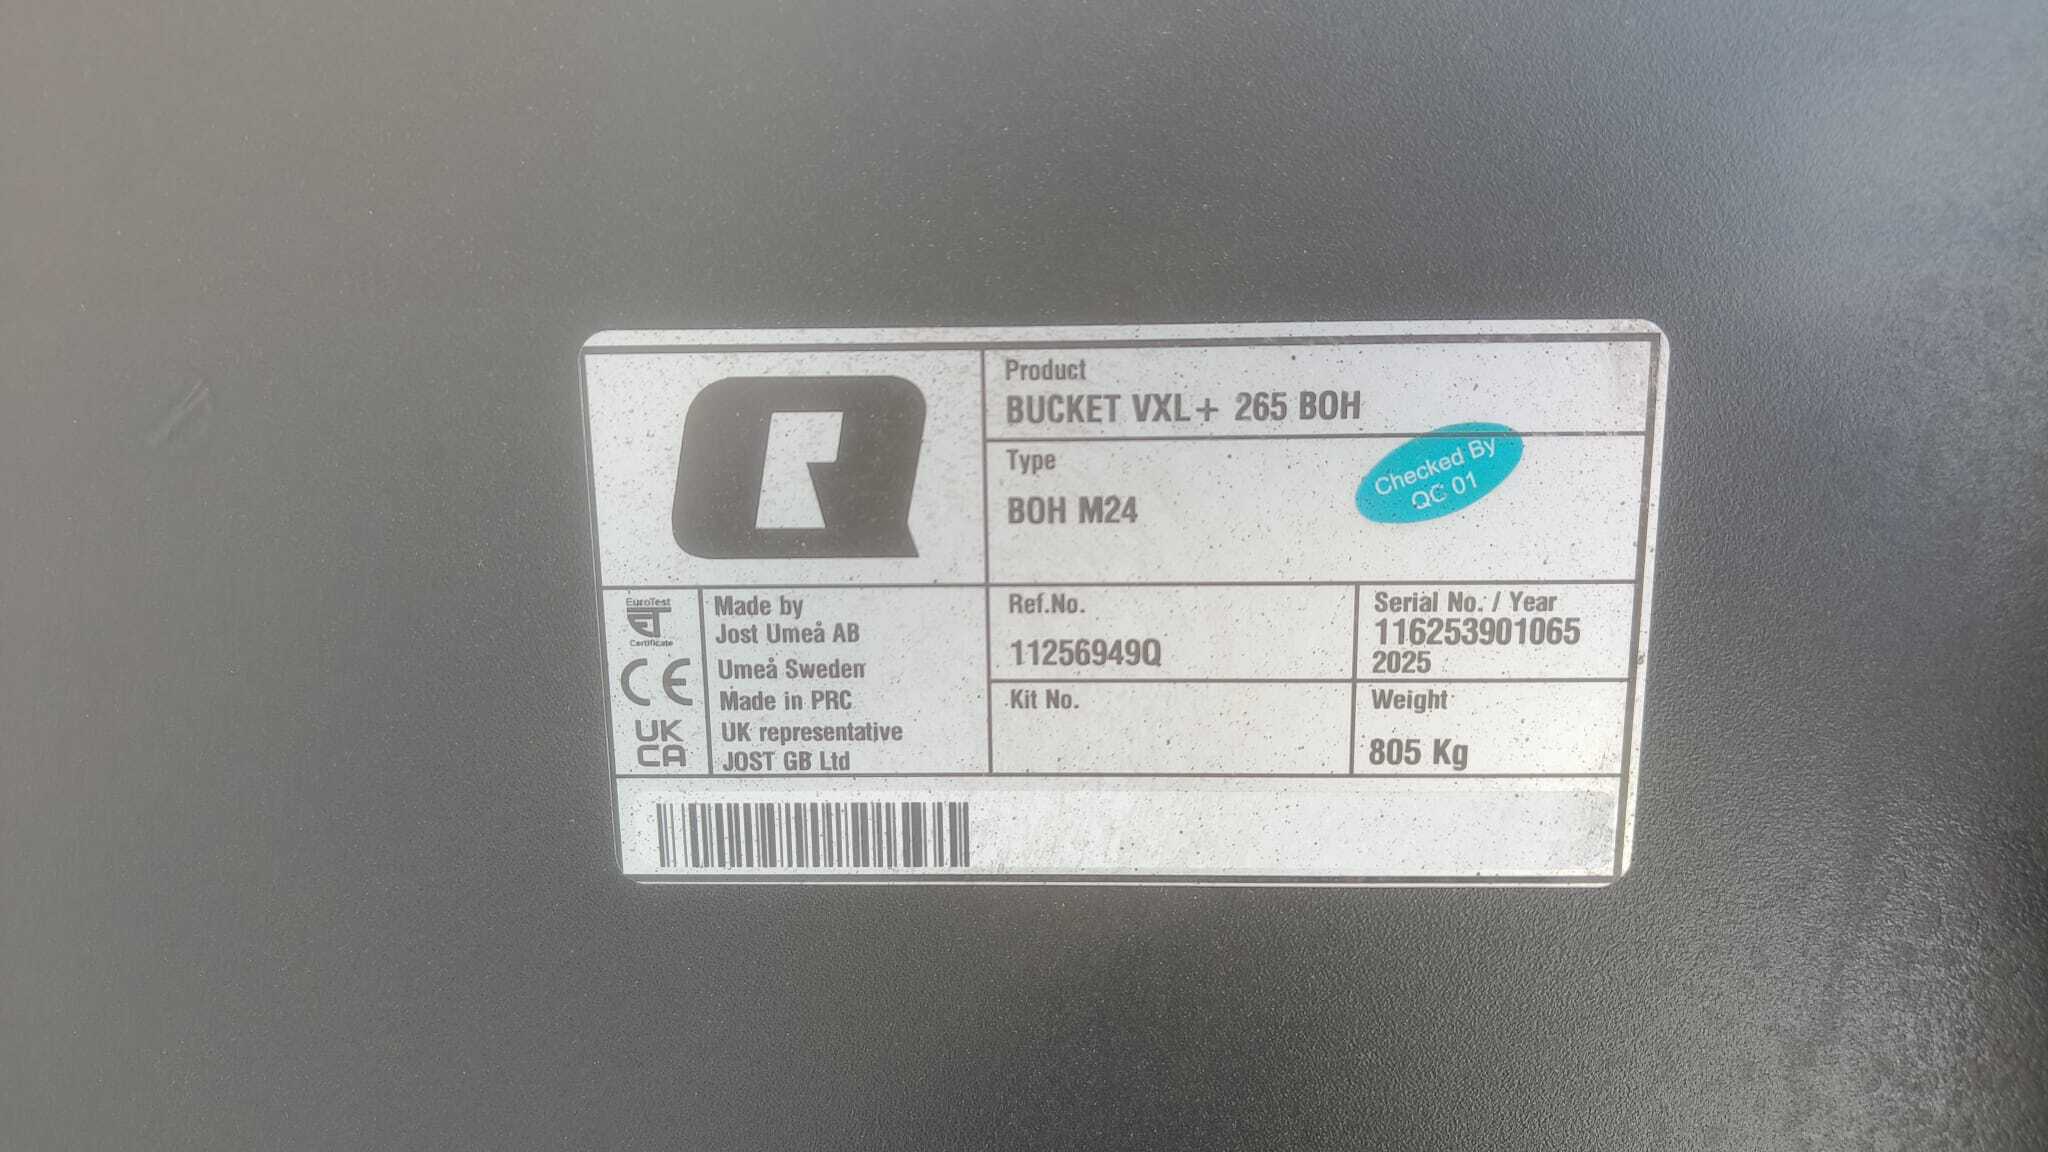 Product
BUCKET VXL+ 265 BOH
Type
BOH M24
Checked By
QC 01
EuroTest
ET
Certificate
CE
UK
CA
Made by
Jost Umeå AB
Umeå Sweden
Made in PRC
UK representative
JOST GB Ltd
Ref.No.
11256949Q
Serial No. / Year
116253901065
2025
Kit No.
Weight
805 Kg